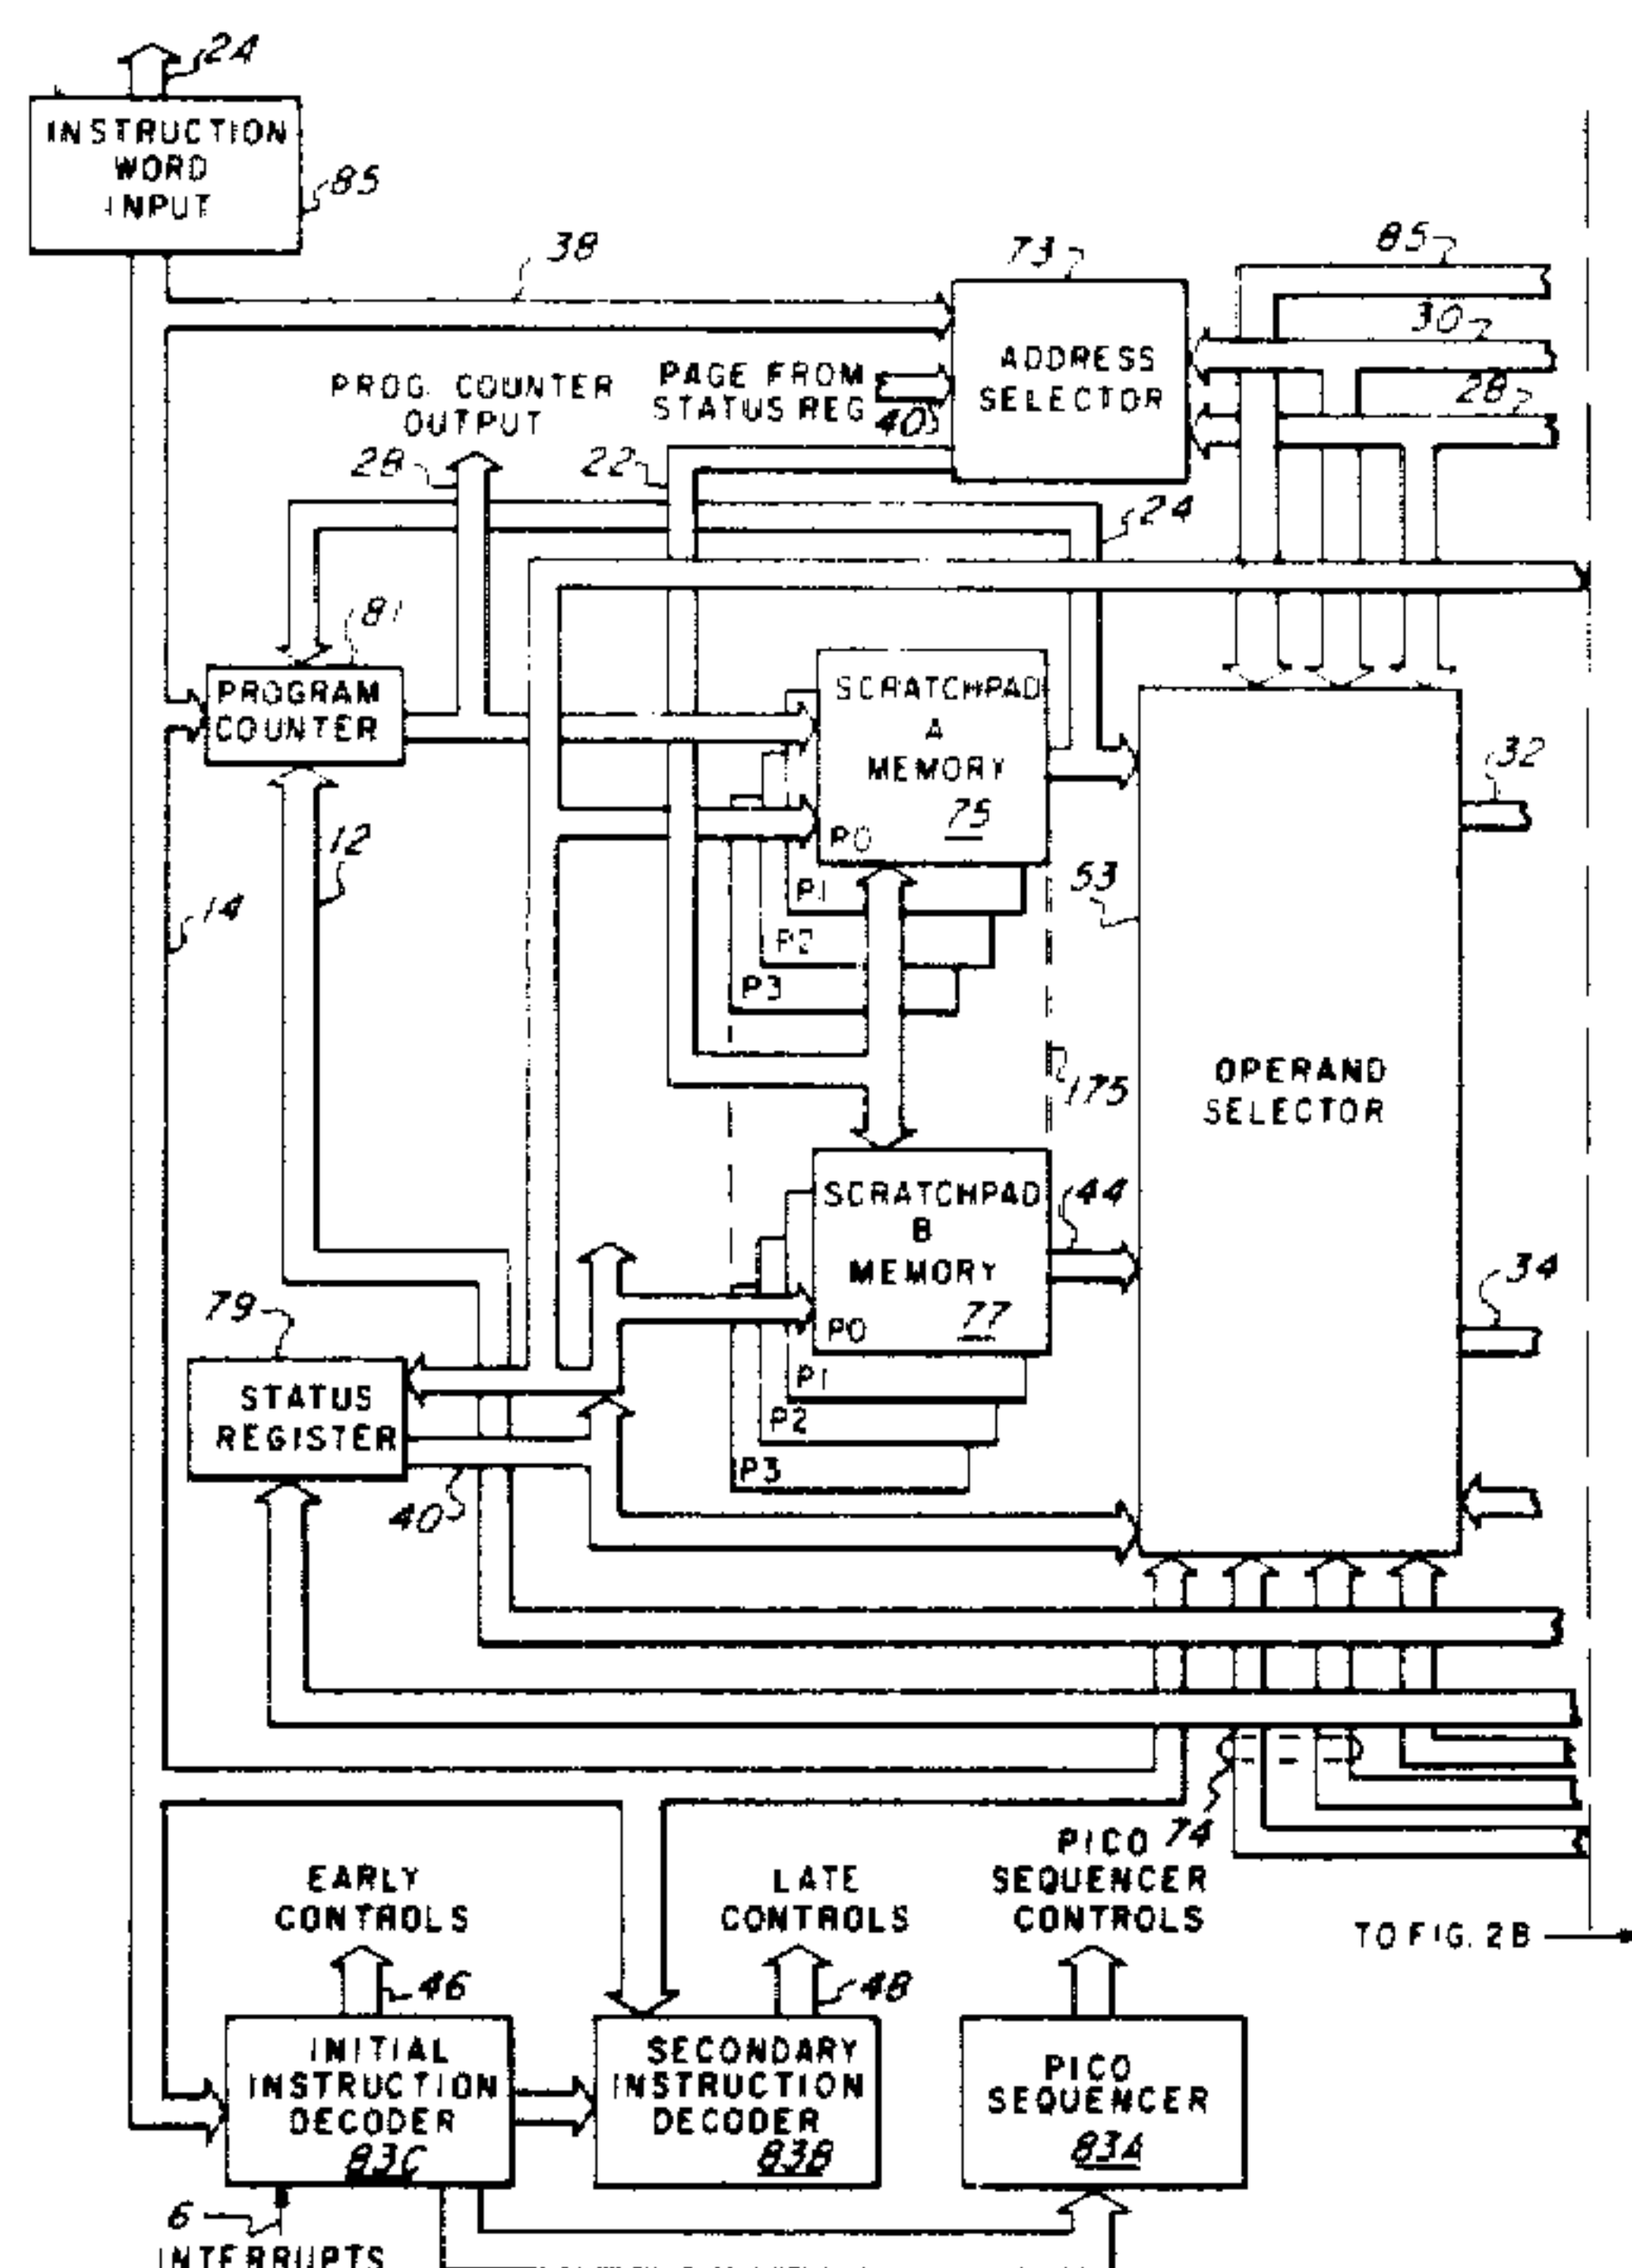 24
INSTRUCTION
WORD
INPUT
85
38
73
85
30
28
ADDRESS
SELECTOR
PAGE FROM
STATUS REG
40
PROG. COUNTER
OUTPUT
28
22
24
81
PROGRAM
COUNTER
SCRATCHPAD
A
MEMORY
75
P0
P1
P2
P3
32
12
14
53
175
OPERAND
SELECTOR
SCRATCHPAD
B
MEMORY
77
P0
P1
P2
P3
44
34
79
STATUS
REGISTER
40
74
EARLY
CONTROLS
LATE
CONTROLS
PICO
SEQUENCER
CONTROLS
TO FIG. 2B
46
48
INITIAL
INSTRUCTION
DECODER
83C
SECONDARY
INSTRUCTION
DECODER
83B
PICO
SEQUENCER
83A
6
INTERRUPTS